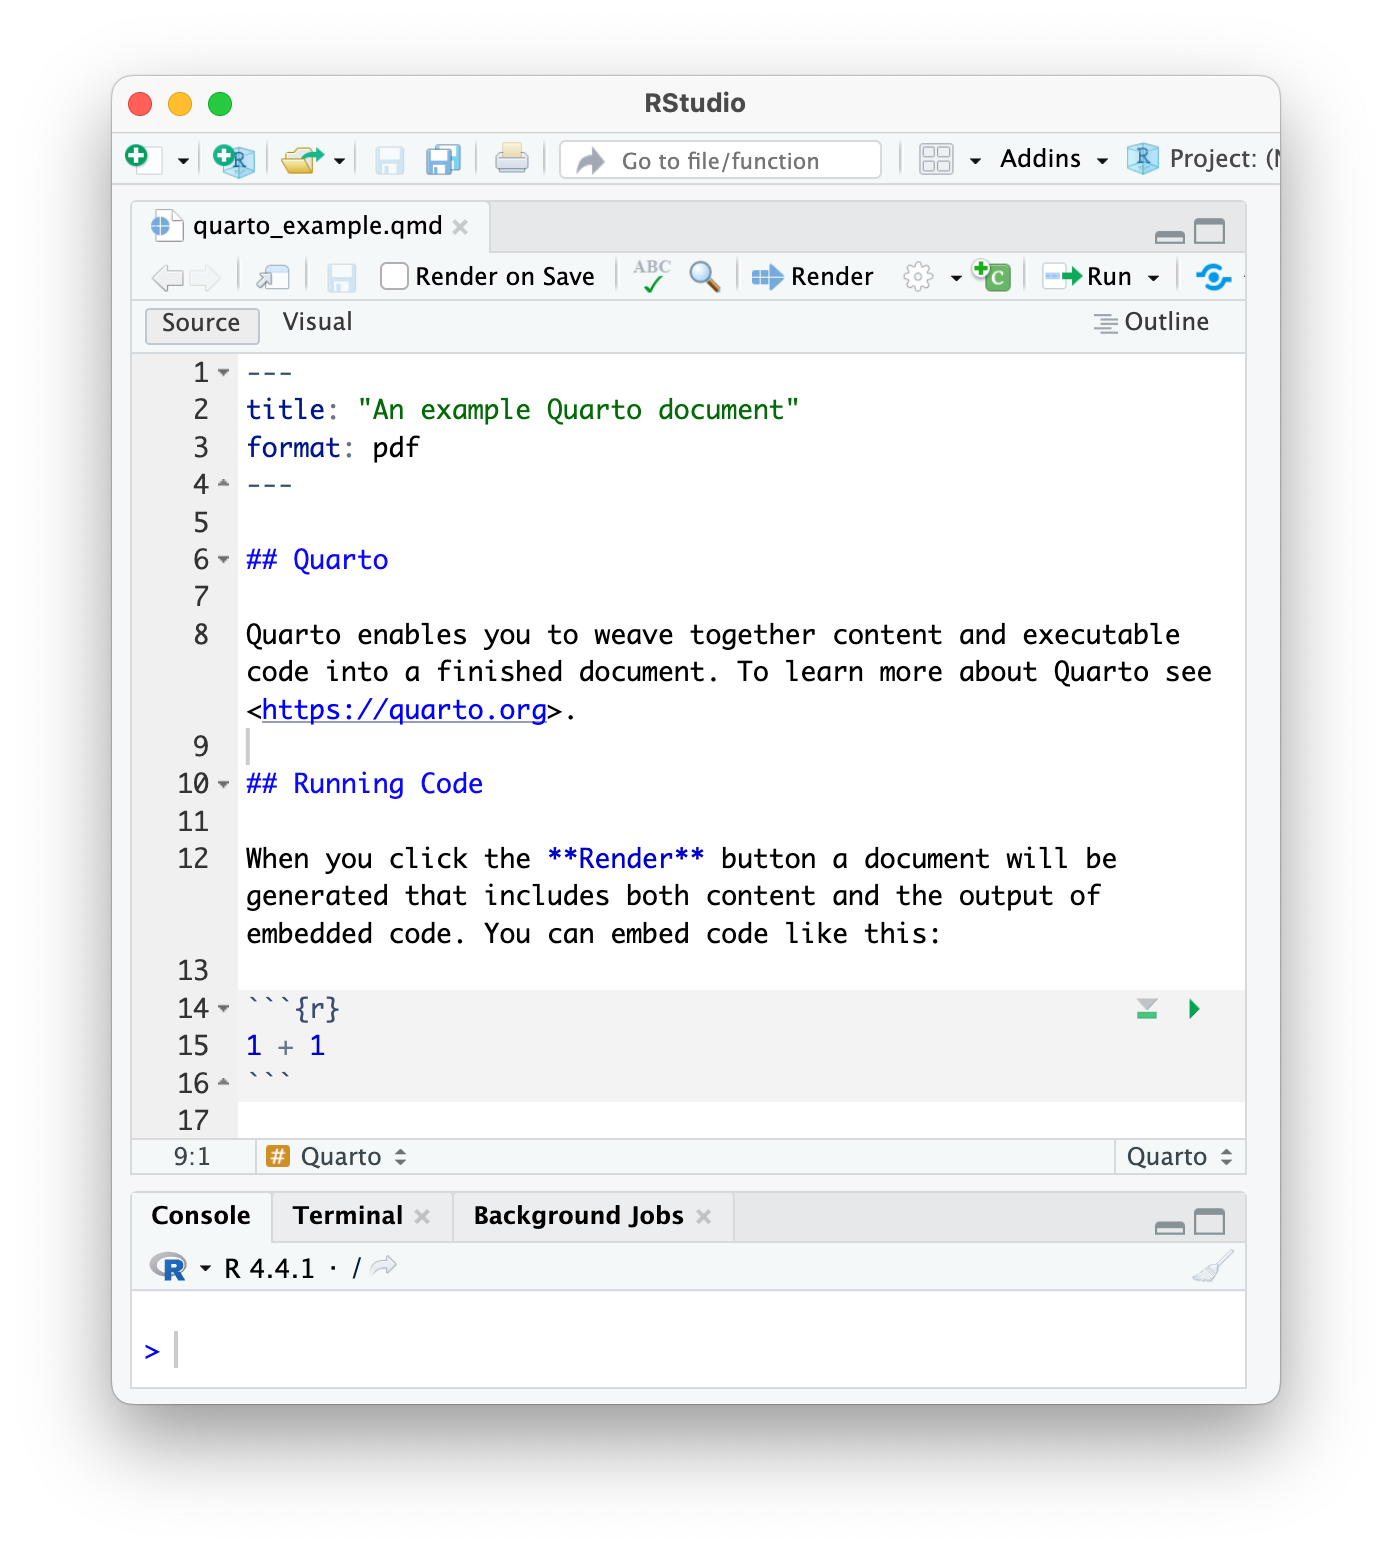 RStudio
Go to file/function Addins Project: (
quarto_example.qmd
Render on Save ABC Render Run
Source Visual Outline
1 ---
2 title: "An example Quarto document"
3 format: pdf
4 ---
5
6 ## Quarto
7
8 Quarto enables you to weave together content and executable
code into a finished document. To learn more about Quarto see
<https://quarto.org>.
9
10 ## Running Code
11
12 When you click the **Render** button a document will be
generated that includes both content and the output of
embedded code. You can embed code like this:
13
14 ```{r}
15 1 + 1
16 ```
17
9:1 # Quarto Quarto
Console Terminal Background Jobs
R 4.4.1 · /
>